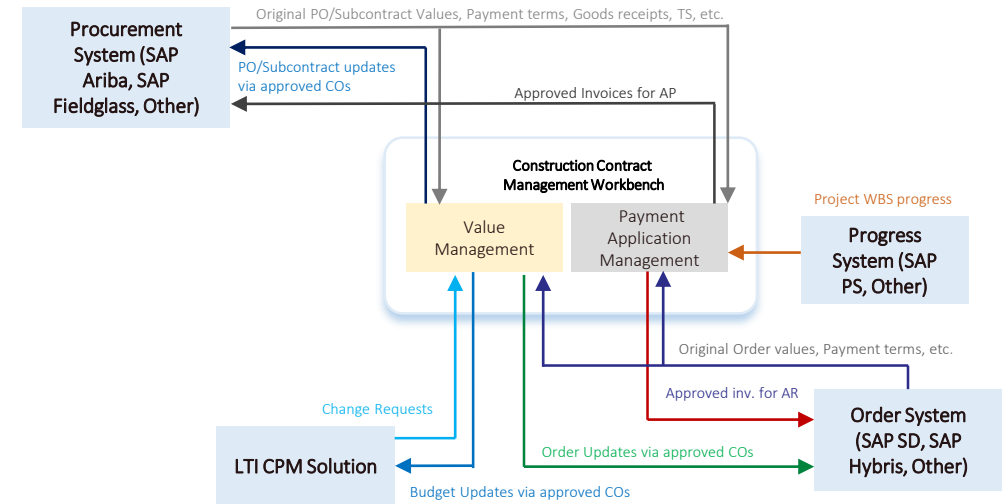 Original PO/Subcontract Values, Payment terms, Goods receipts, TS, etc.
Procurement
System (SAP
Ariba, SAP
Fieldglass, Other)
PO/Subcontract updates
via approved COs
Approved Invoices for AP
Construction Contract
Management Workbench
Value
Management
Payment
Application
Management
Project WBS progress
Progress
System (SAP
PS, Other)
Original Order values, Payment terms, etc.
Approved inv. for AR
Change Requests
Order System
(SAP SD, SAP
Hybris, Other)
LTI CPM Solution
Order Updates via approved COs
Budget Updates via approved COs